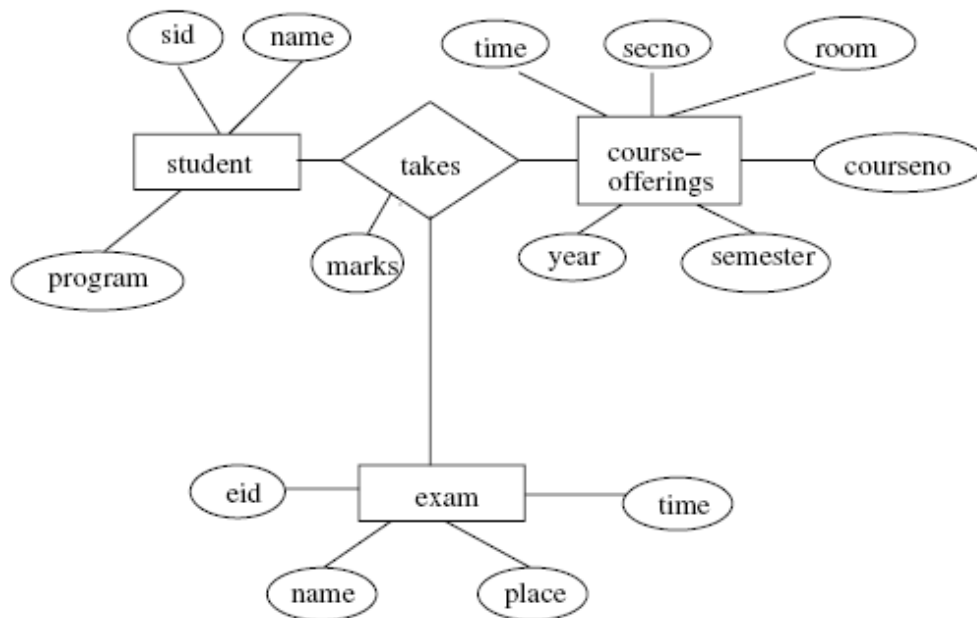 sid
name
time
secno
room
student
takes
course–
offerings
courseno
program
marks
year
semester
eid
exam
time
name
place